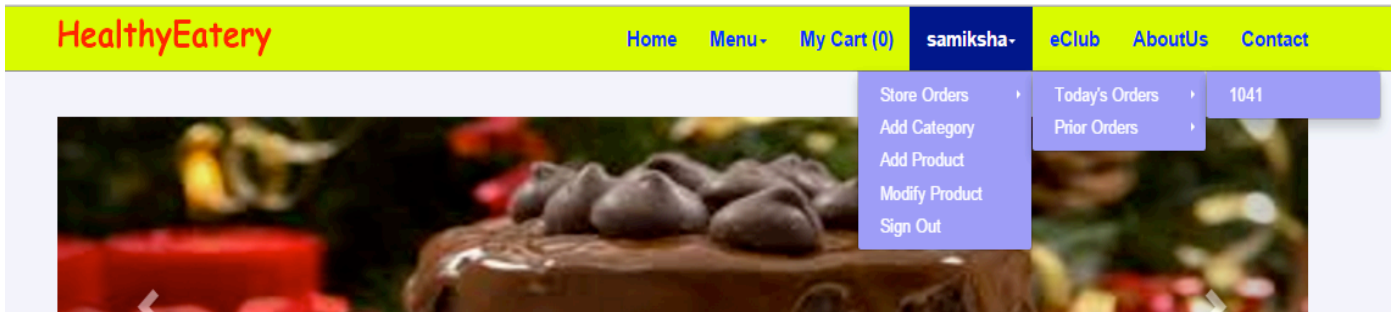 HealthyEatery
Home Menu My Cart (0) samiksha eClub AboutUs Contact
Store Orders Today's Orders 1041
Add Category Prior Orders
Add Product
Modify Product
Sign Out